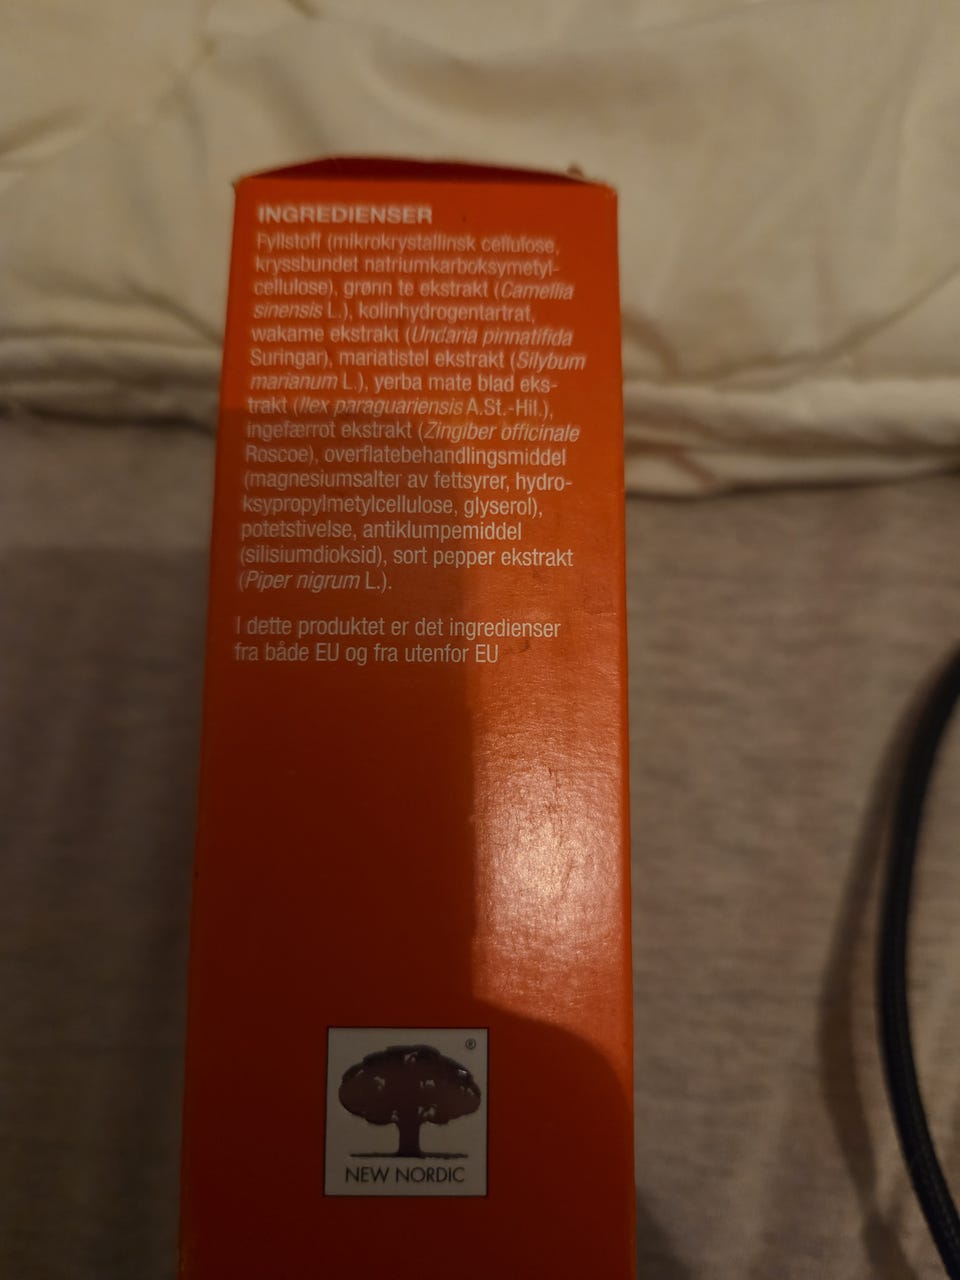 INGREDIENSER
Fyllstoff (mikrokrystallinsk cellulose,
kryssbundet natriumkarboksymetyl-
cellulose), grønn te ekstrakt (Camellia
sinensis L.), kolinhydrogentartrat,
wakame ekstrakt (Undaria pinnatifida
Suringar), mariatistel ekstrakt (Silybum
marianum L.), yerba mate blad eks-
trakt (Ilex paraguariensis A.St.-Hil.),
ingefærrot ekstrakt (Zingiber officinale
Roscoe), overflatebehandlingsmiddel
(magnesiumsalter av fettsyrer, hydro-
ksypropylmetylcellulose, glyserol),
potetstivelse, antiklumpemiddel
(silisiumdioksid), sort pepper ekstrakt
(Piper nigrum L.).
I dette produktet er det ingredienser
fra både EU og fra utenfor EU
®
NEW NORDIC